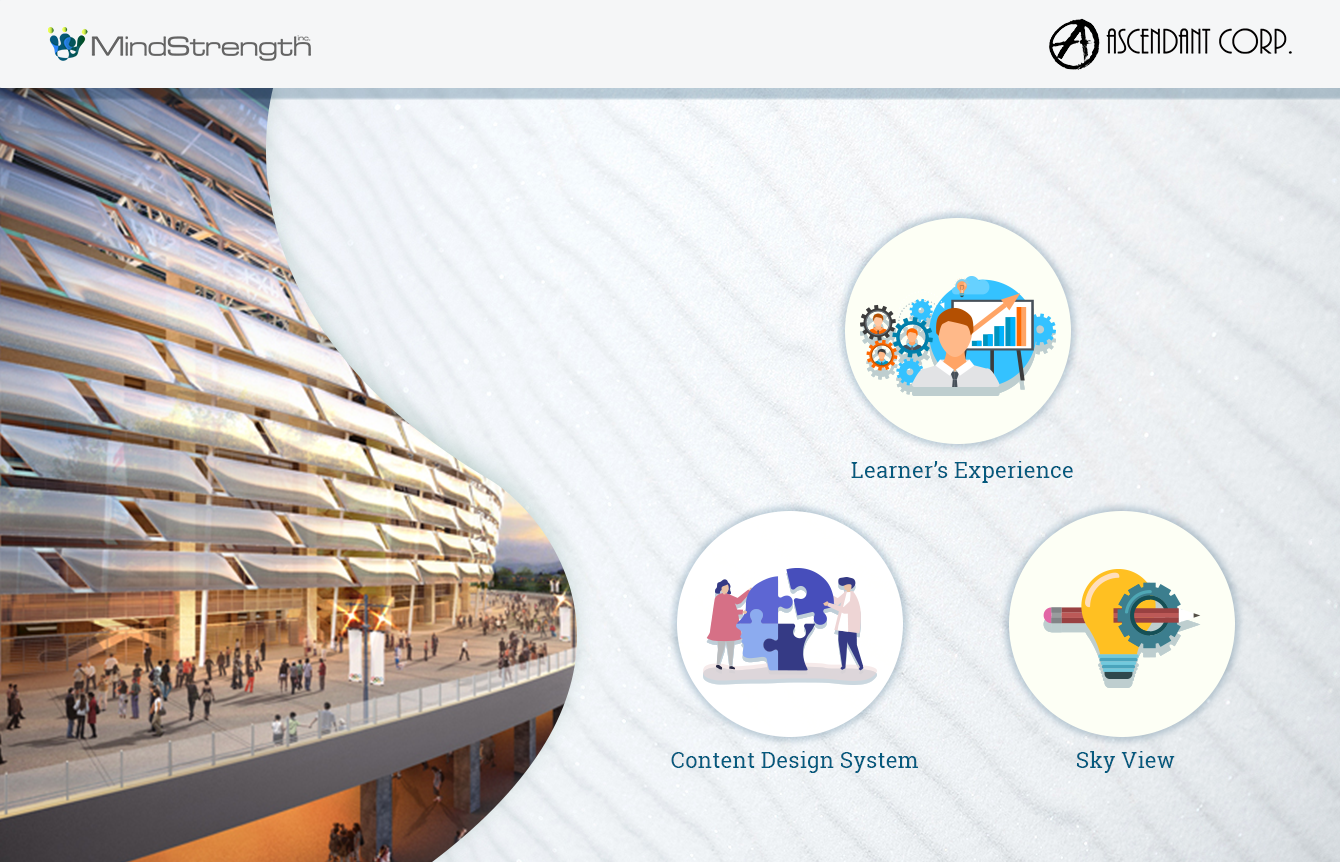 MindStrength inc.
ASCENDANT CORP.
Learner’s Experience
Content Design System
Sky View